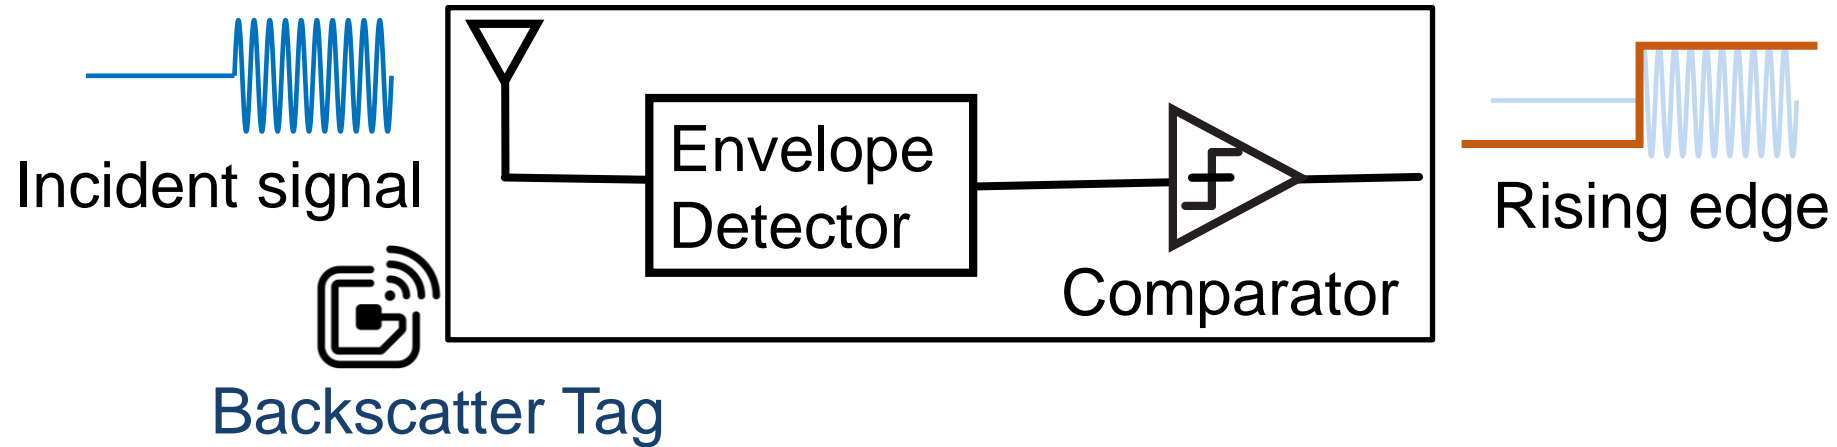 Incident signal
Envelope
Detector
Comparator
Rising edge
Backscatter Tag